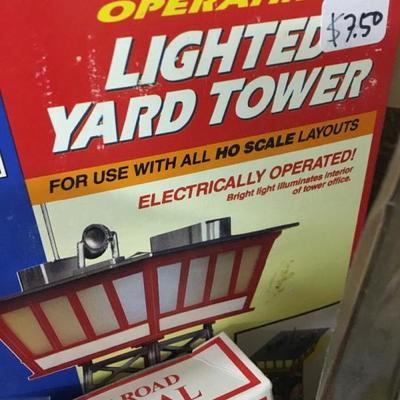 $7.50
LIGHTED
YARD TOWER
FOR USE WITH ALL HO SCALE LAYOUTS
ELECTRICALLY OPERATED!
Bright light illuminates interior
of tower office.
ROAD